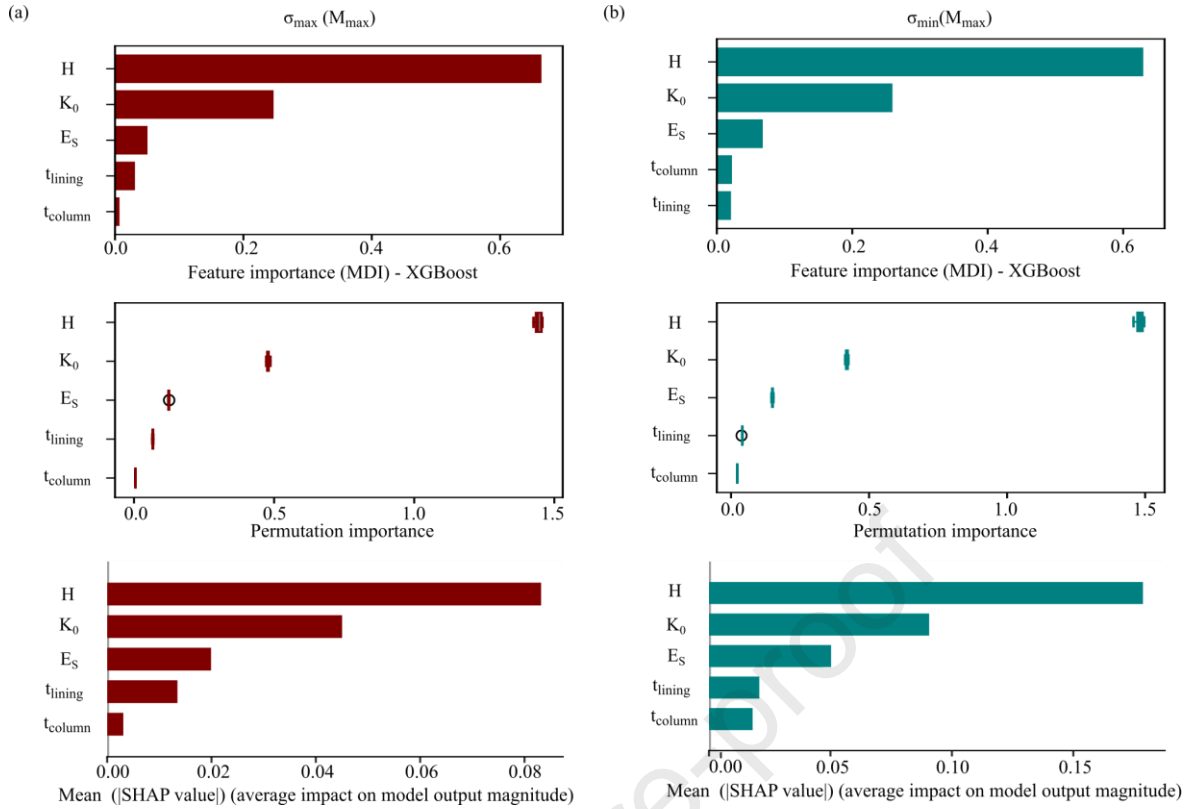 (a)
σmax (Mmax)
H
K0
ES
tlining
tcolumn
0.0 0.2 0.4 0.6
Feature importance (MDI) - XGBoost
H
K0
ES
tlining
tcolumn
0.0 0.5 1.0 1.5
Permutation importance
H
K0
ES
tlining
tcolumn
0.00 0.02 0.04 0.06 0.08
Mean (|SHAP value|) (average impact on model output magnitude)
(b)
σmin(Mmax)
H
K0
ES
tcolumn
tlining
0.0 0.2 0.4 0.6
Feature importance (MDI) - XGBoost
H
K0
ES
tlining
tcolumn
0.0 0.5 1.0 1.5
Permutation importance
H
K0
ES
tlining
tcolumn
0.00 0.05 0.10 0.15
Mean (|SHAP value|) (average impact on model output magnitude)
re-proof